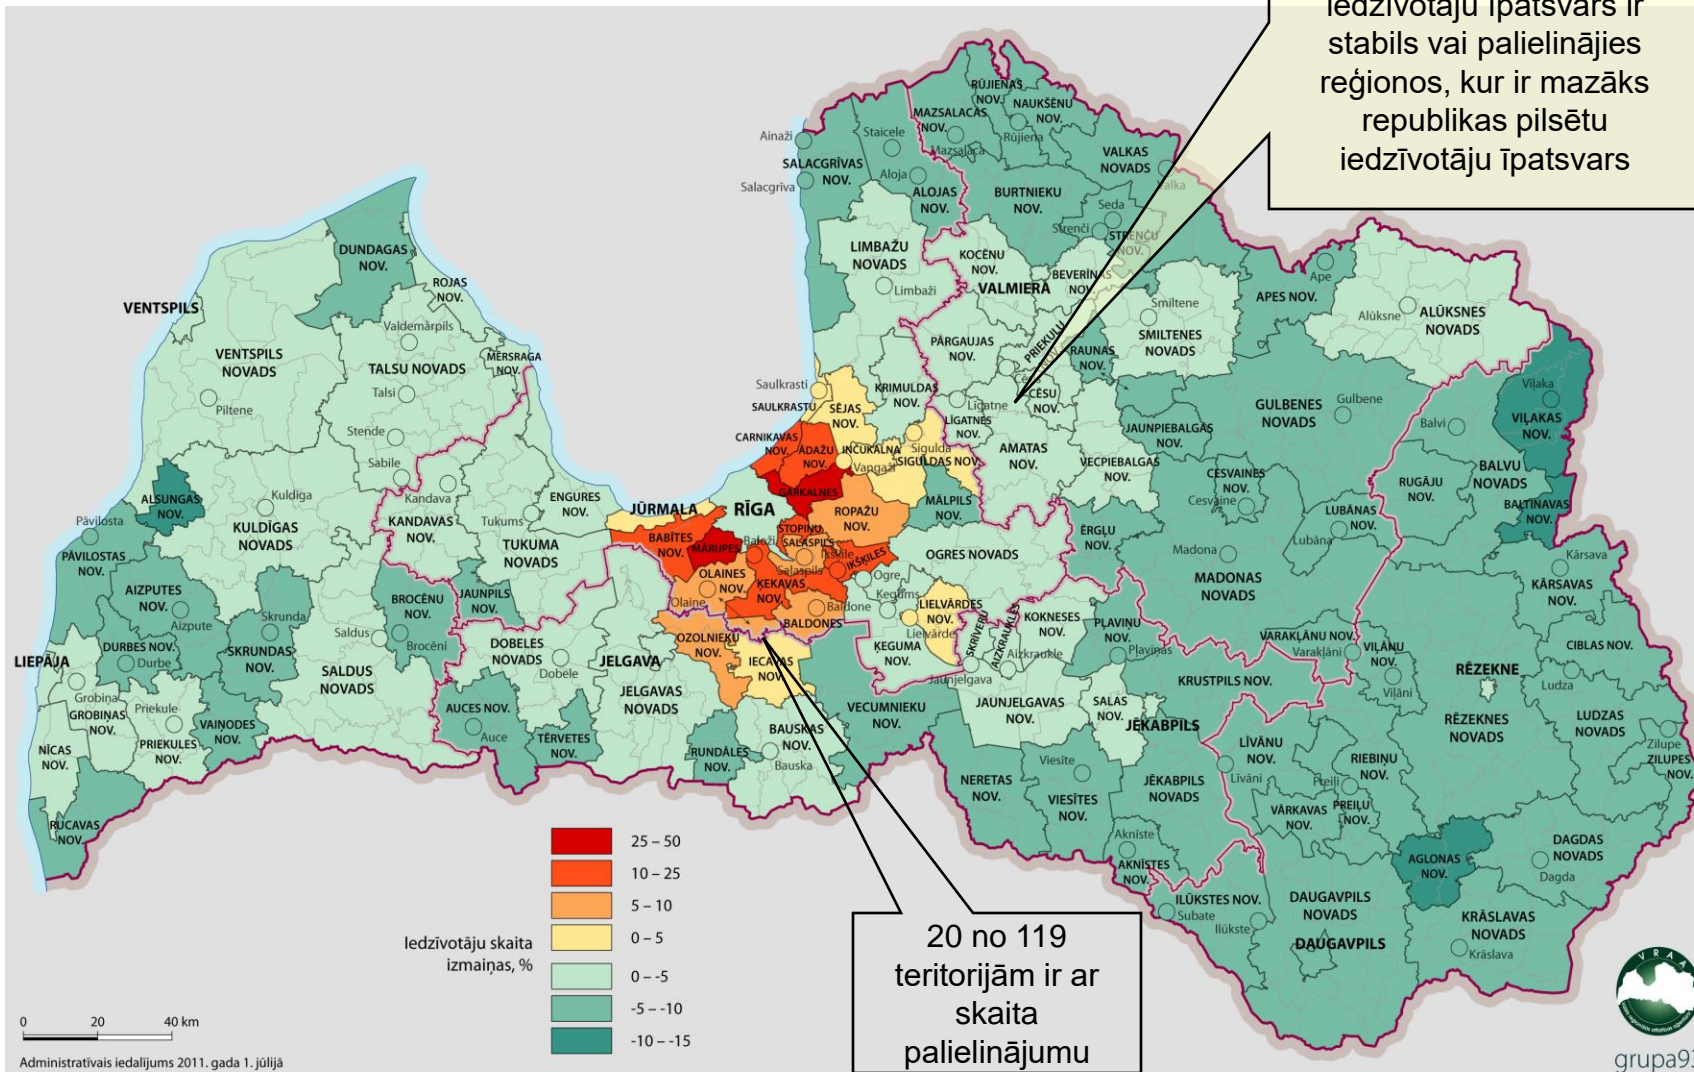 iedzīvotāju īpatsvars ir
stabils vai palielinājies
reģionos, kur ir mazāks
republikas pilsētu
iedzīvotāju īpatsvars
RŪJIENAS
NOV.
NAUKŠĒNU
NOV.
MAZSALACAS
NOV.
Rūjiena
Mazsalaca
Ainaži
Staicele
SALACGRĪVAS
NOV.
Salacgrīva
Aloja
ALOJAS
NOV.
VALKAS
NOV.
Valka
BURTNIEKU
NOV.
Seda
Strenči
STRENČU
NOV.
DUNDAGAS
NOV.
ROJAS
NOV.
VENTSPILS
LIMBAŽU
NOVADS
Limbaži
KOCĒNU
NOV.
VALMIERA
BEVERĪNAS
NOV.
Smiltene
SMILTENES
NOVADS
Ape
APES NOV.
Alūksne
ALŪKSNES
NOVADS
Valdemārpils
VENTSPILS
NOVADS
TALSU NOVADS
MĒRSRAGA
NOV.
Talsi
Piltene
Stende
Sabile
PĀRGAUJAS
NOV.
PRIEKUĻU
NOV.
RAUNAS
NOV.
Cēsis
CĒSU
NOV.
Saulkrasti
SAULKRASTU
SĒJAS
NOV.
KRIMULDAS
NOV.
Līgatne
LĪGATNES
NOV.
CARNIKAVAS
NOV.
ĀDAŽU
NOV.
INČUKALNA
Vangaži
Sigulda
SIGULDAS NOV.
AMATAS
NOV.
VECPIEBALGAS
NOV.
JAUNPIEBALGAS
NOV.
GULBENES
NOVADS
Gulbene
Balvi
Viļaka
VIĻAKAS
NOV.
BALVU
NOVADS
RUGĀJU
NOV.
BALTINAVAS
NOV.
CESVAINES
NOV.
Cesvaine
LUBĀNAS
NOV.
Lubāna
Kandava
KANDAVAS
NOV.
ENGURES
NOV.
Tukums
TUKUMA
NOVADS
ALSUNGAS
NOV.
Kuldīga
KULDĪGAS
NOVADS
Pāvilosta
PĀVILOSTAS
NOV.
JŪRMALA
RĪGA
GARKALNES
ROPAŽU
NOV.
MĀLPILS
NOV.
BABĪTES
NOV.
MĀRUPES
Baloži
STOPIŅU
NOV.
SALASPILS
Salaspils
Ikšķile
IKŠĶILES
OGRES NOVADS
Ogre
ĒRGĻU
NOV.
Madona
MADONAS
NOVADS
Kārsava
KĀRSAVAS
NOV.
OLAINES
NOV.
Olaine
ĶEKAVAS
NOV.
Baldone
BALDONES
Ķegums
LIELVĀRDES
NOV.
Lielvārde
ĶEGUMA
NOV.
SKRĪVERU
AIZKRAUKLES
KOKNESES
NOV.
Aizkraukle
PĻAVIŅU
NOV.
Pļaviņas
Jaunjelgava
JAUNJELGAVAS
NOV.
VARAKĻĀNU NOV.
Varakļāni
VIĻĀNU
NOV.
Viļāni
CIBLAS NOV.
AIZPUTES
NOV.
Aizpute
Skrunda
SKRUNDAS
NOV.
BROCĒNU
NOV.
Brocēni
JAUNPILS
NOV.
LIEPĀJA
DURBES NOV.
Durbe
Saldus
SALDUS
NOVADS
DOBELES
NOVADS
Dobele
JELGAVA
JELGAVAS
NOVADS
OZOLNIEKU
NOV.
IECAVAS
NOV.
VECUMNIEKU
NOV.
SALAS
NOV.
JĒKABPILS
KRUSTPILS NOV.
RĒZEKNE
RĒZEKNES
NOVADS
Ludza
LUDZAS
NOVADS
Zilupe
ZILUPES
NOV.
Grobiņa
GROBIŅAS
NOV.
Priekule
PRIEKULES
NOV.
VAIŅODES
NOV.
NĪCAS
NOV.
RUCAVAS
NOV.
AUCES NOV.
Auce
TĒRVETES
NOV.
RUNDĀLES
NOV.
BAUSKAS
NOV.
Bauska
NERETAS
NOV.
Viesīte
VIESĪTES
NOV.
JĒKABPILS
NOVADS
LĪVĀNU
NOV.
Līvāni
Preiļi
RIEBIŅU
NOV.
VĀRKAVAS
NOV.
PREIĻU
NOV.
Aknīste
AKNĪSTES
NOV.
AGLONAS
NOV.
DAGDAS
NOVADS
Dagda
ILŪKSTES NOV.
Subate
Ilūkste
DAUGAVPILS
NOVADS
DAUGAVPILS
KRĀSLAVAS
NOVADS
Krāslava
Iedzīvotāju skaita
izmaiņas, %
25 – 50
10 – 25
5 – 10
0 – 5
0 – -5
-5 – -10
-10 – -15
20 no 119
teritorijām ir ar
skaita
palielinājumu
0 20 40 km
Administratīvais iedalījums 2011. gada 1. jūlijā
VRAA
grupa93